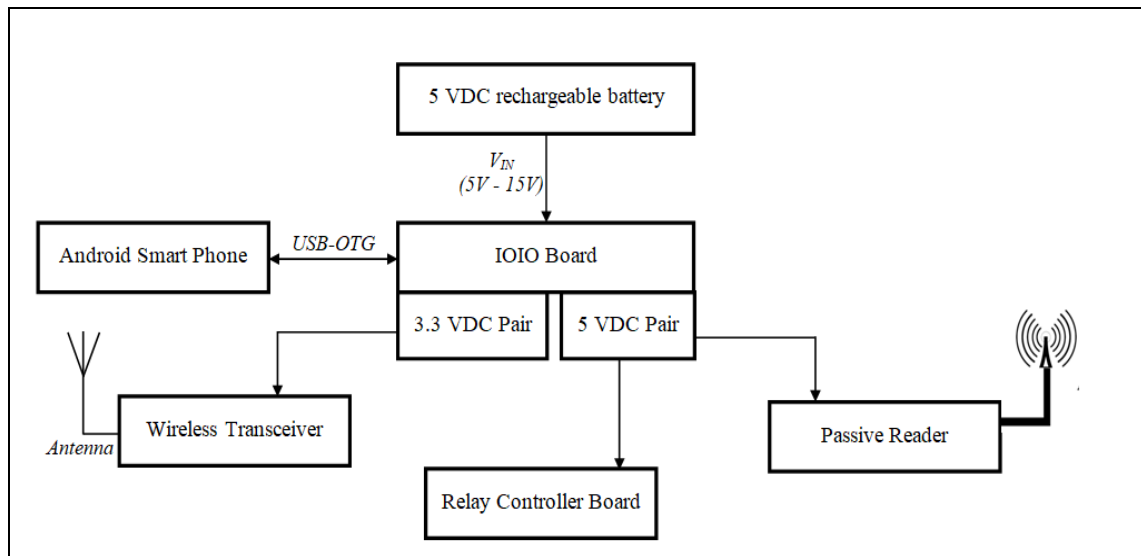 5 VDC rechargeable battery
V_IN
(5V - 15V)
Android Smart Phone
USB-OTG
IOIO Board
3.3 VDC Pair
5 VDC Pair
Wireless Transceiver
Antenna
Passive Reader
Relay Controller Board